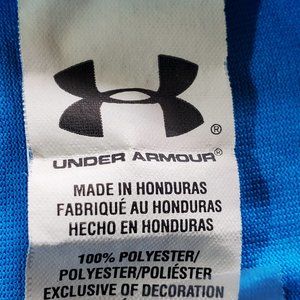 ®
UNDER ARMOUR®
MADE IN HONDURAS
FABRIQUÉ AU HONDURAS
HECHO EN HONDURAS
100% POLYESTER/
POLYESTER/POLIÉSTER
EXCLUSIVE OF DECORATION